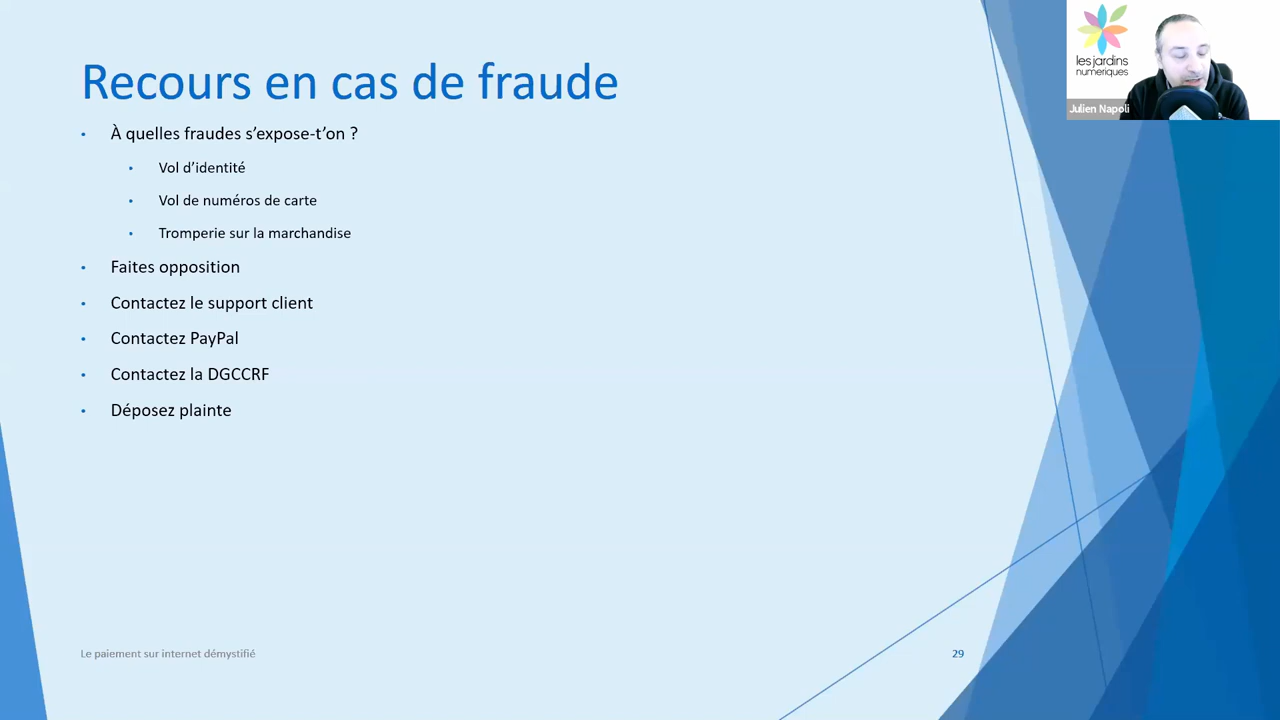 Recours en cas de fraude
À quelles fraudes s’expose-t’on ?
Vol d’identité
Vol de numéros de carte
Tromperie sur la marchandise
Faites opposition
Contactez le support client
Contactez PayPal
Contactez la DGCCRF
Déposez plainte
Le paiement sur internet démystifié
29
les jardins
numeriques
Julien Napoli